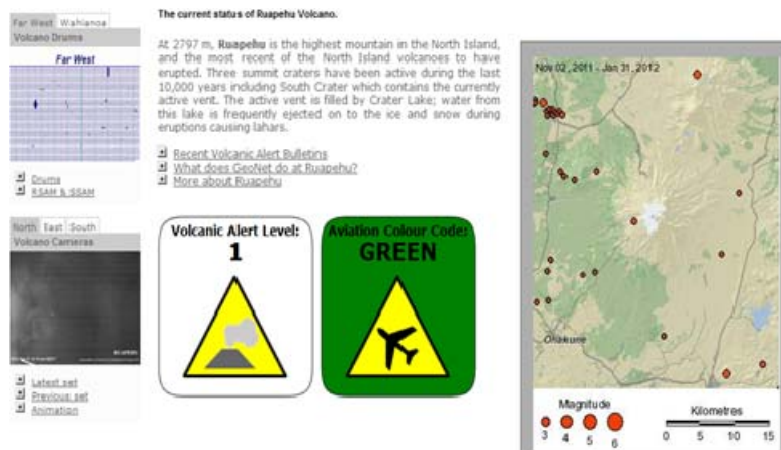 The current status of Ruapehu Volcano.
Far West Wahianoa
Volcano Drums
Far West
Drums
RSAM & SSAM
At 2797 m, Ruapehu is the highest mountain in the North Island,
and the most recent of the North Island volcanoes to have
erupted. Three summit craters have been active during the last
10,000 years including South Crater which contains the currently
active vent. The active vent is filled by Crater Lake; water from
this lake is frequently ejected on to the ice and snow during
eruptions causing lahars.
Recent Volcanic Alert Bulletins
What does GeoNet do at Ruapehu?
More about Ruapehu
North East South
Volcano Cameras
Latest set
Previous set
Animation
Volcanic Alert Level:
1
Aviation Colour Code:
GREEN
Nov 02, 2011 - Jan 31, 2012
Ohakune
Magnitude
3 4 5 6
Kilometres
0 5 10 15